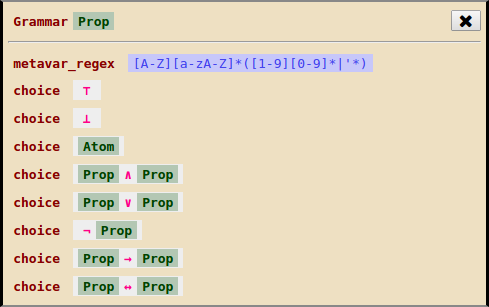 Grammar Prop
metavar_regex [A-Z][a-zA-Z]*([1-9][0-9]*|'*)
choice ⊤
choice ⊥
choice Atom
choice Prop ∧ Prop
choice Prop ∨ Prop
choice ¬ Prop
choice Prop → Prop
choice Prop ↔ Prop